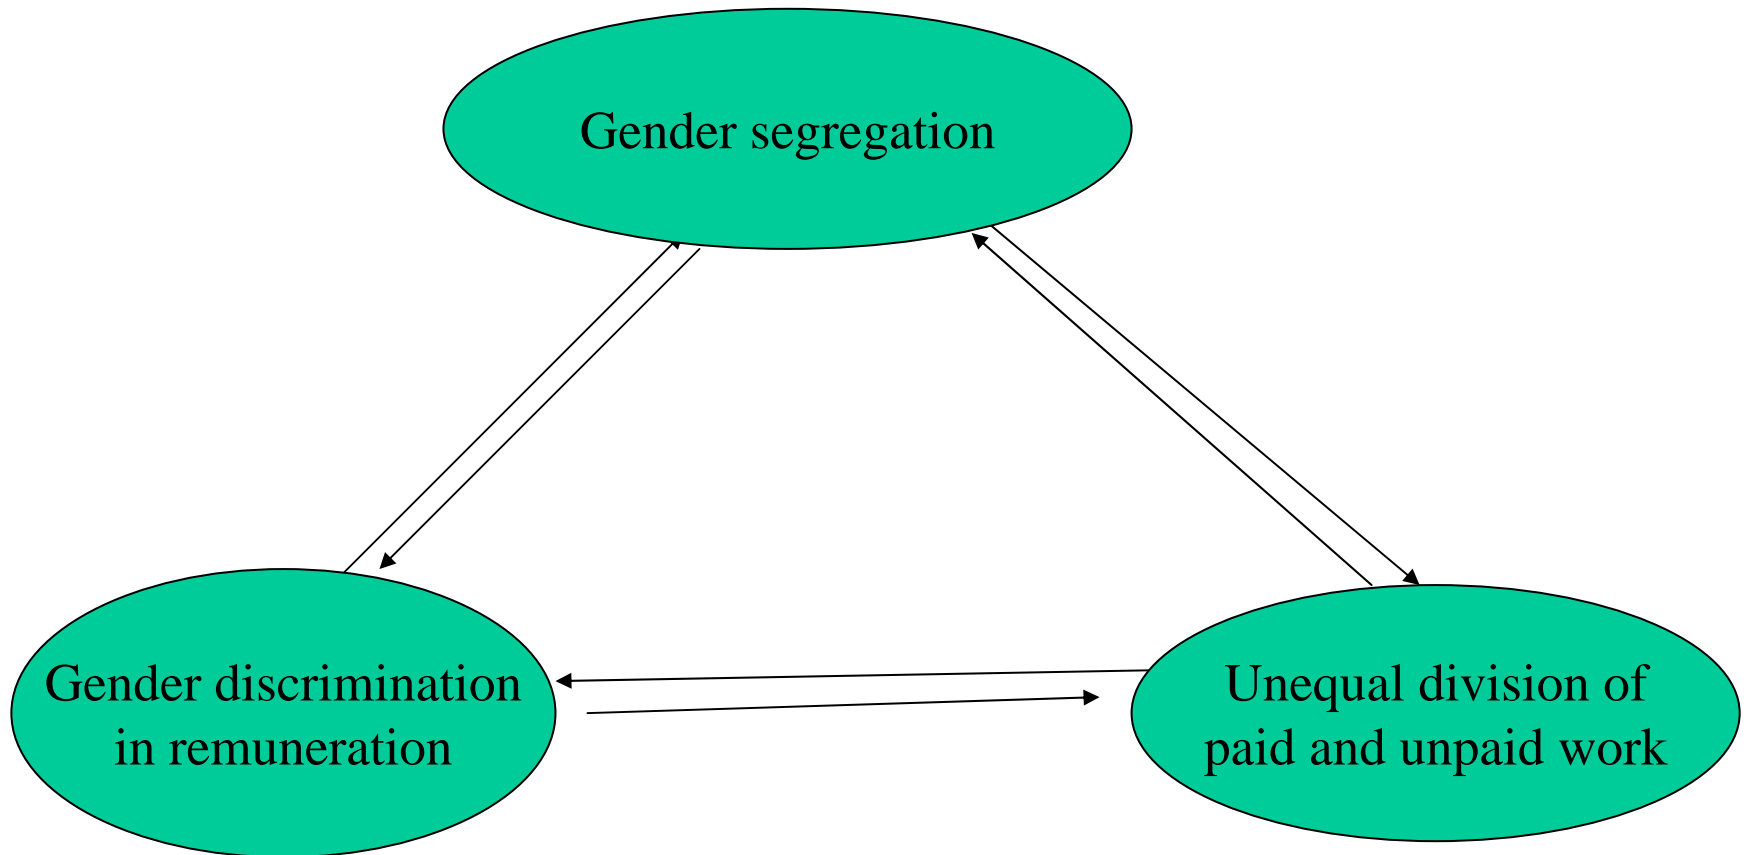 Gender segregation
Gender discrimination
in remuneration
Unequal division of
paid and unpaid work